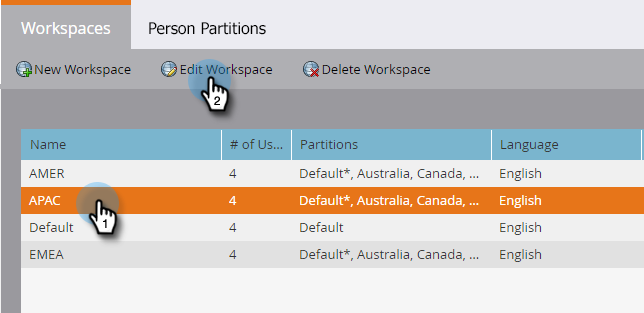 Workspaces Person Partitions
New Workspace Edit Workspace Delete Workspace
2
Name # of Us... Partitions Language
AMER 4 Default*, Australia, Canada, ... English
APAC 4 Default*, Australia, Canada, ... English
1
Default 4 Default English
EMEA 4 Default*, Australia, Canada, ... English